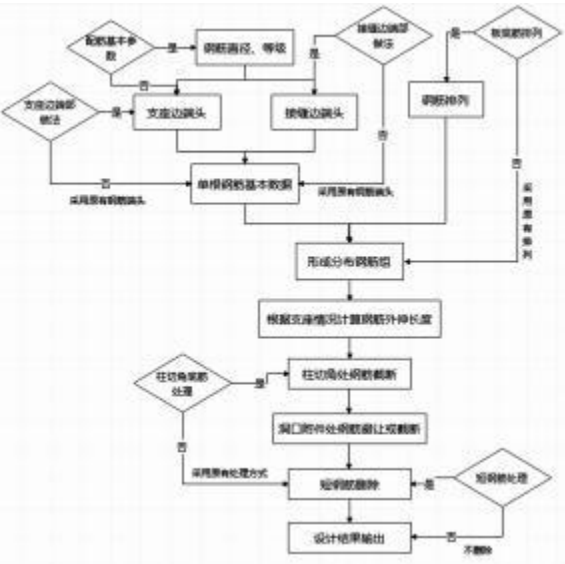 配筋基本参
数
是
钢筋直径、等级
是
接缝边端部
做法
是
板底筋排列
否
支座边端部
做法
是
支座边端头
接缝边端头
钢筋排列
否
否
否
采用原有钢筋端头
单根钢筋基本数据
采用原有钢筋端头
采用原有排列
形成分布钢筋组
根据支座情况计算钢筋外伸长度
柱切角底筋
处理
是
柱切角处钢筋截断
洞口附件处钢筋避让或截断
否
采用原有处理方式
短钢筋删除
是
短钢筋处理
设计结果输出
否
不删除